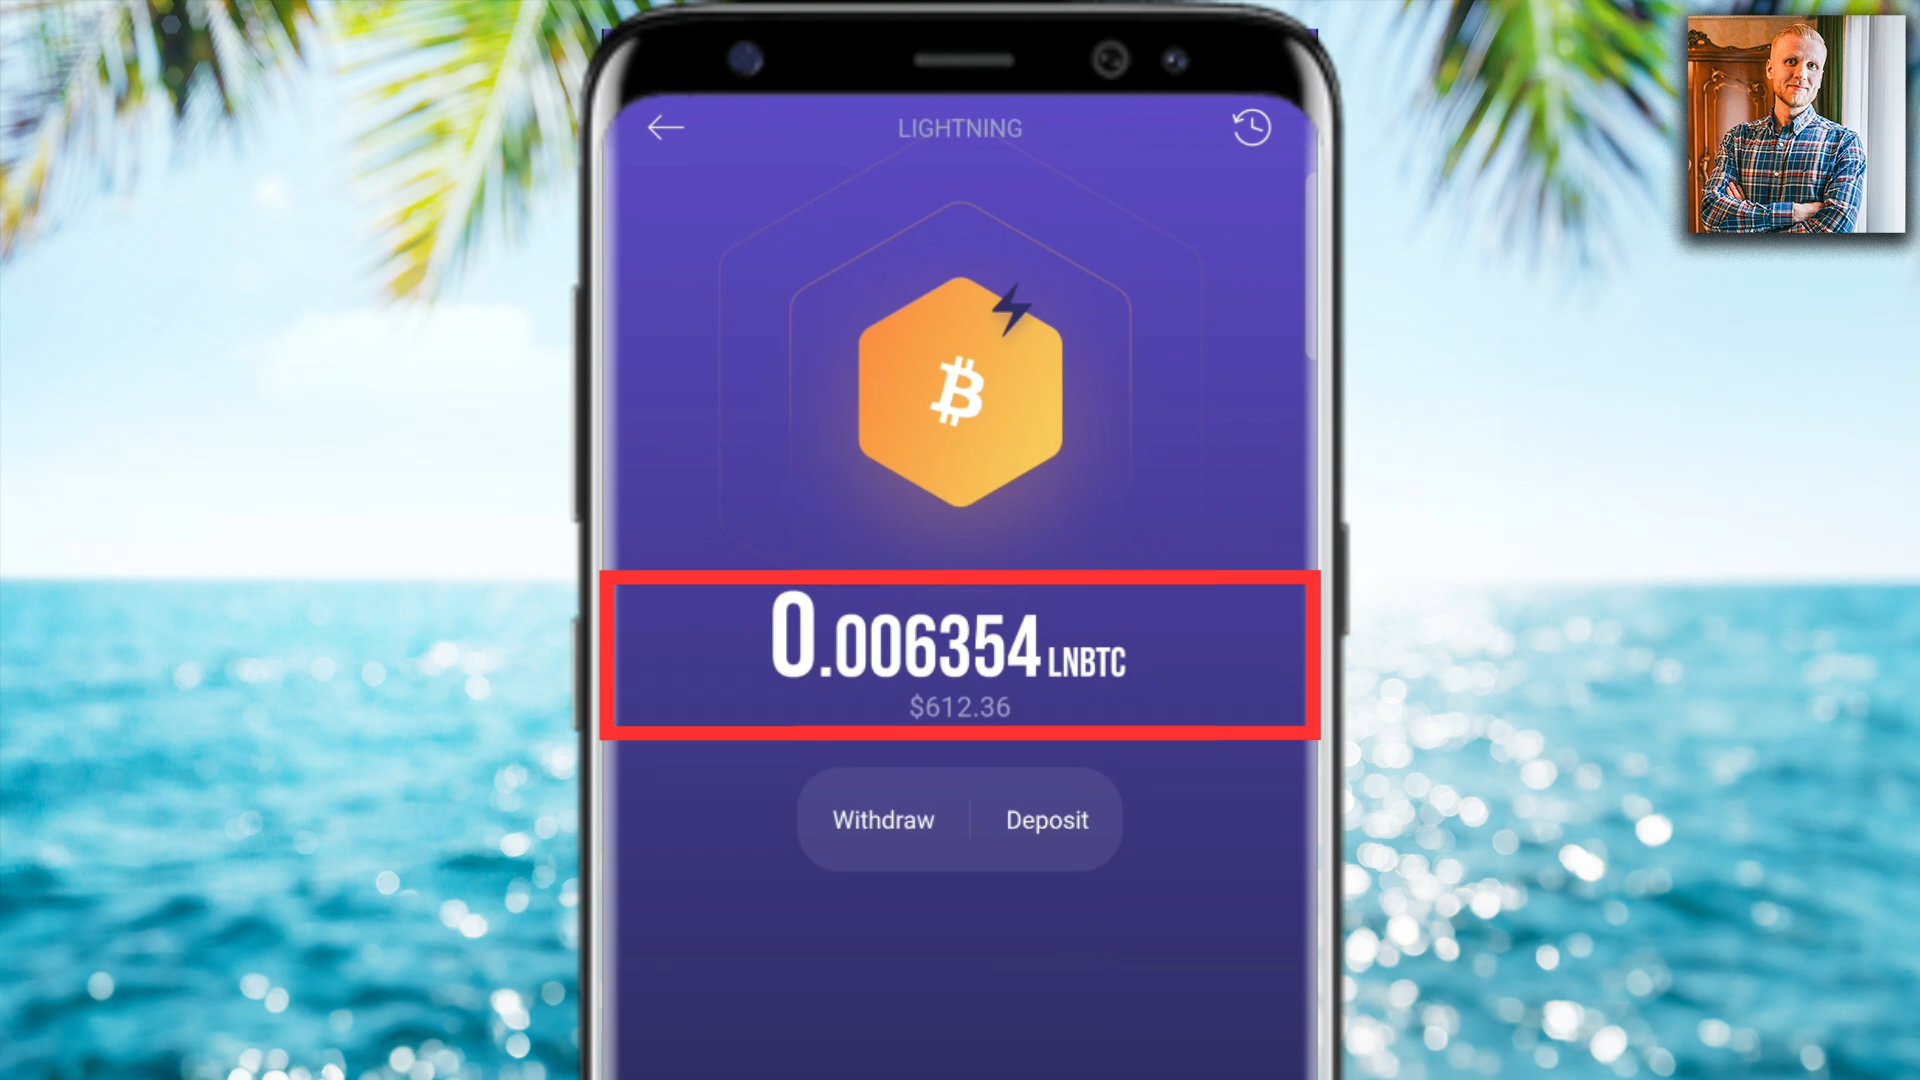 LIGHTNING
0.006354 LNBTC
$612.36
Withdraw
Deposit